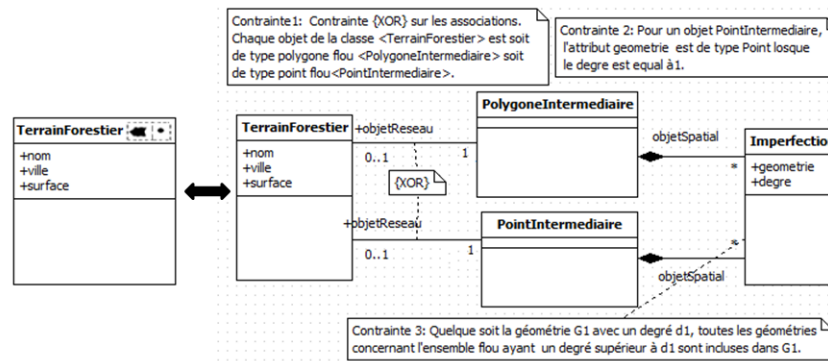 Contrainte1: Contrainte {XOR} sur les associations.
Chaque objet de la classe <TerrainForestier> est soit
de type polygone flou <PolygoneIntermediaire> soit
de type point flou<PointIntermediaire>.
Contrainte 2: Pour un objet PointIntermediaire,
l'attribut geometrie est de type Point losque
le degre est equal à1.
TerrainForestier
+nom
+ville
+surface
TerrainForestier
+nom
+ville
+surface
+objetReseau
0..1
1
{XOR}
+objetReseau
0..1
1
PolygoneIntermediaire
PointIntermediaire
objetSpatial
*
*
objetSpatial
Imperfectio
+geometrie
+degre
Contrainte 3: Quelque soit la géométrie G1 avec un degré d1, toutes les géométries
concernant l'ensemble flou ayant un degré supérieur à d1 sont incluses dans G1.